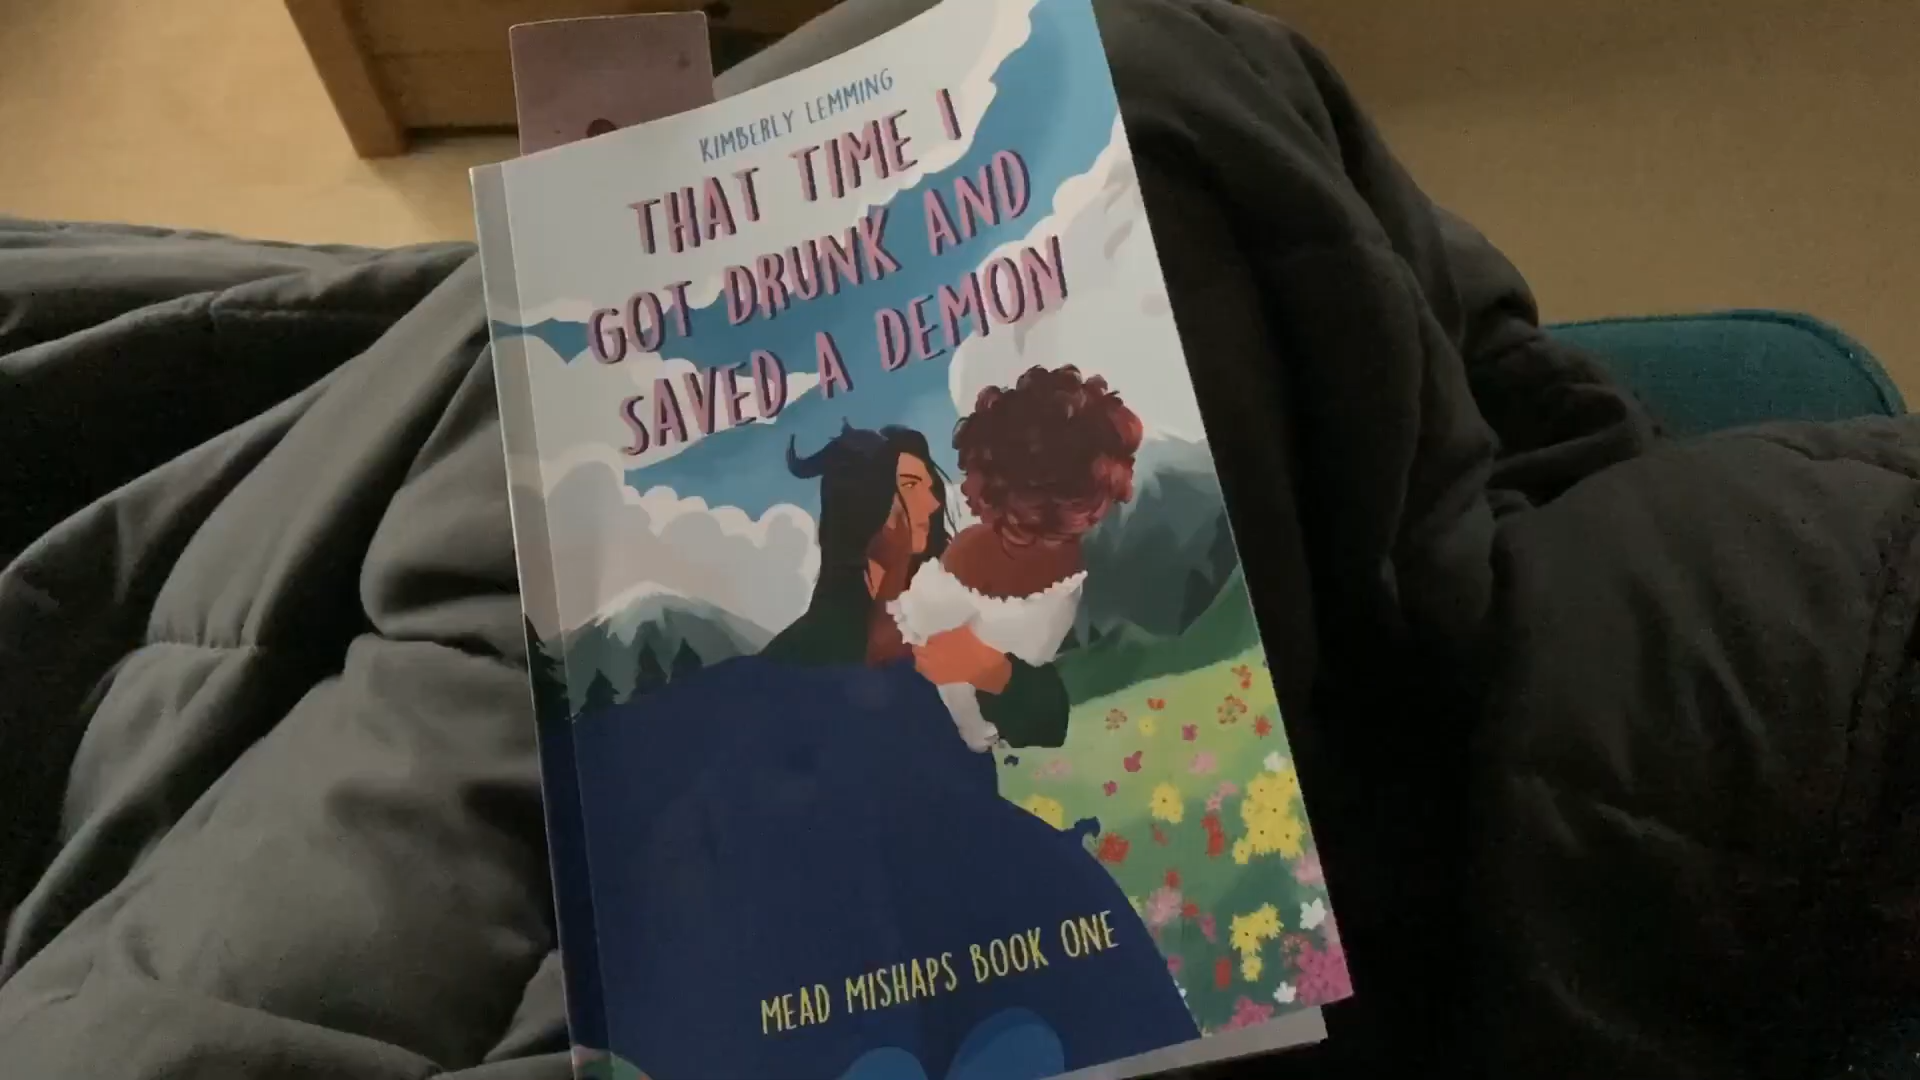 KIMBERLY LEMMING
THAT TIME I
GOT DRUNK AND
SAVED A DEMON
MEAD MISHAPS BOOK ONE